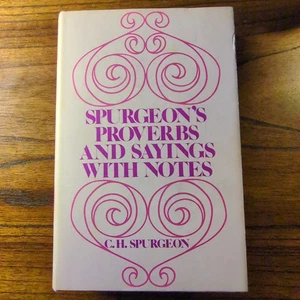 SPURGEON'S
PROVERBS
AND SAYINGS
WITH NOTES
C. H. SPURGEON